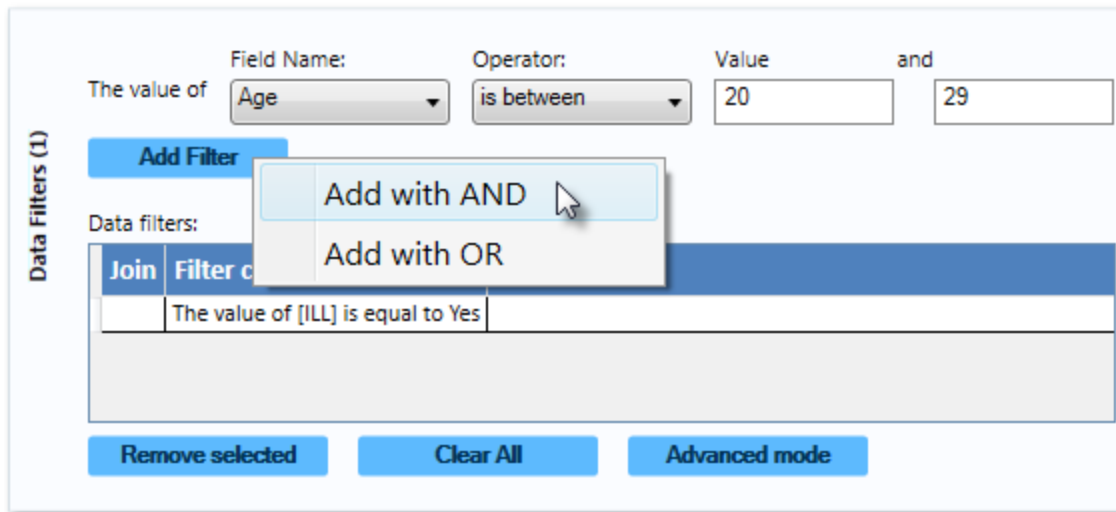 Field Name: Operator: Value and
The value of Age is between 20 29
Add Filter
Add with AND
Add with OR
Data filters:
Join Filter c
The value of [ILL] is equal to Yes
Remove selected Clear All Advanced mode
Data Filters (1)